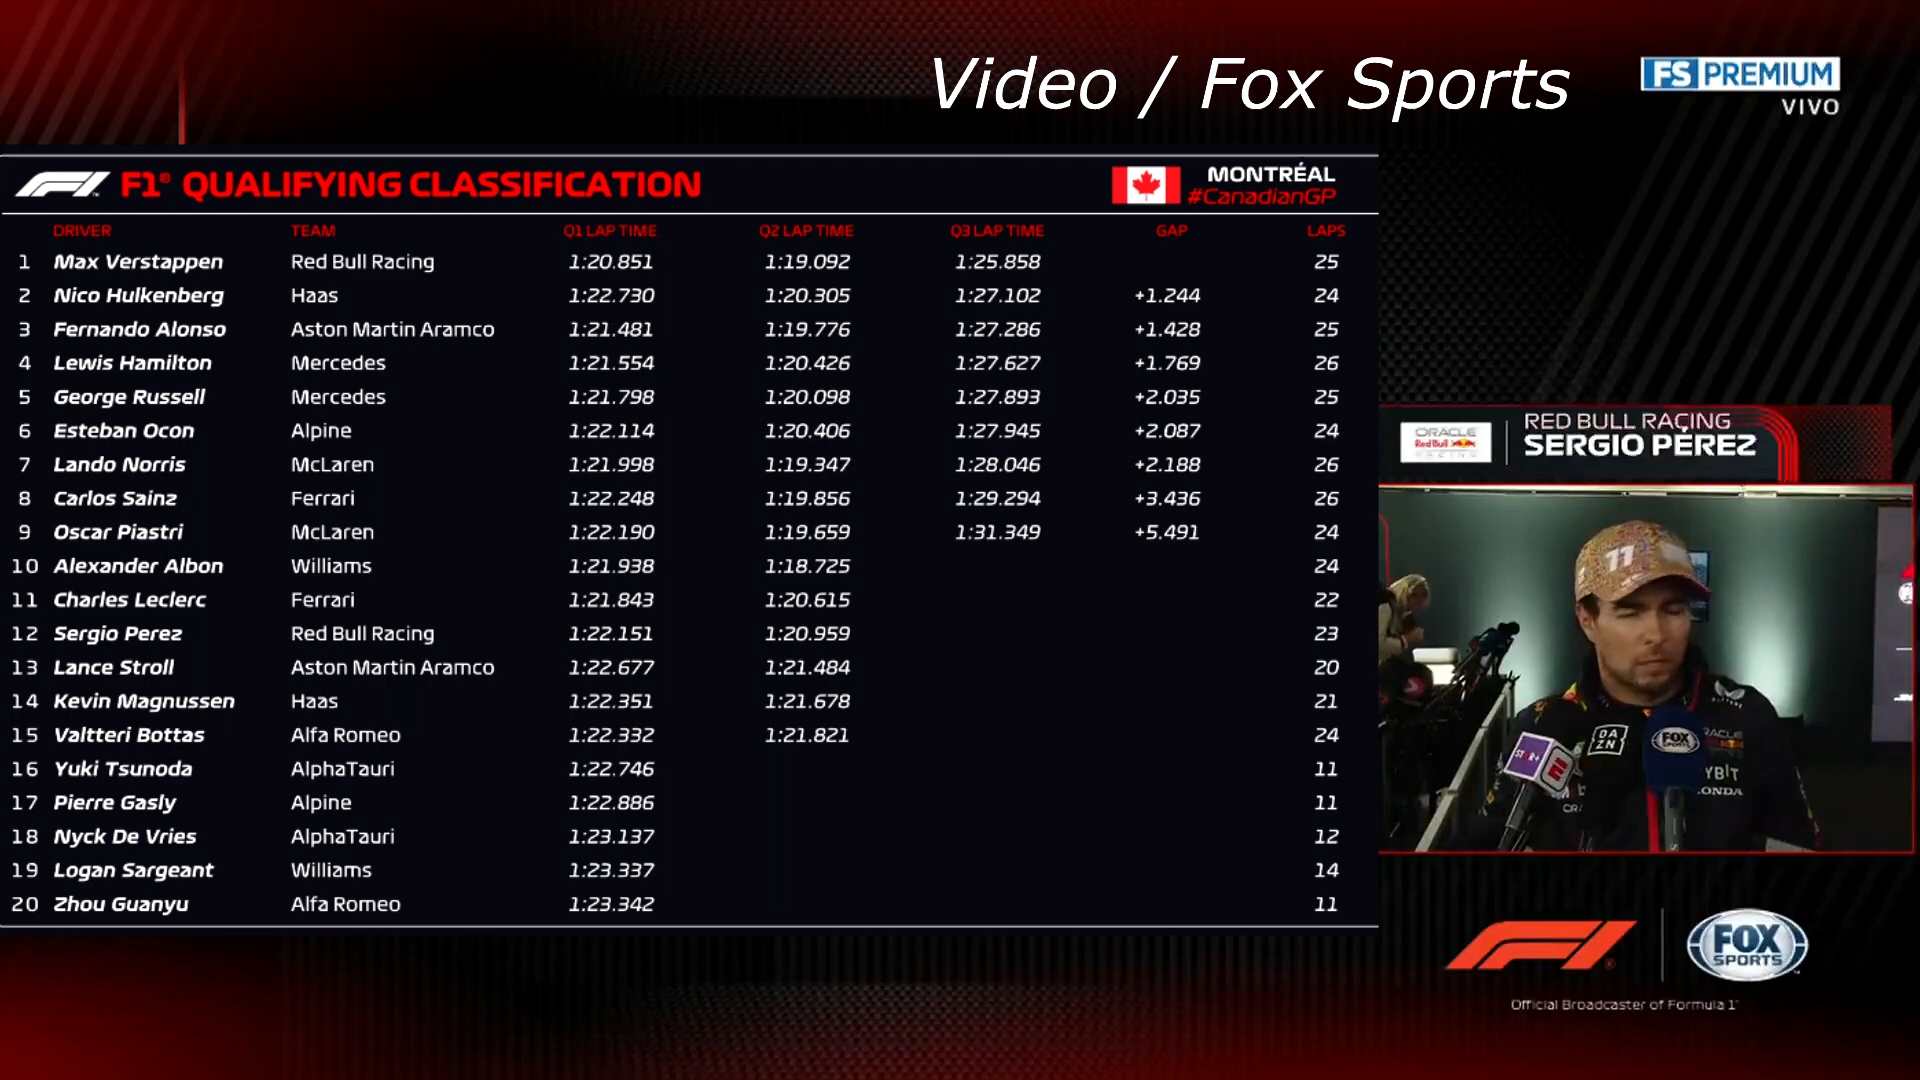 Video / Fox Sports
FS PREMIUM
VIVO
F1® QUALIFYING CLASSIFICATION
MONTRÉAL
#CanadianGP
DRIVER TEAM Q1 LAP TIME Q2 LAP TIME Q3 LAP TIME GAP LAPS
1 Max Verstappen Red Bull Racing 1:20.851 1:19.092 1:25.858 25
2 Nico Hulkenberg Haas 1:22.730 1:20.305 1:27.102 +1.244 24
3 Fernando Alonso Aston Martin Aramco 1:21.481 1:19.776 1:27.286 +1.428 25
4 Lewis Hamilton Mercedes 1:21.554 1:20.426 1:27.627 +1.769 26
5 George Russell Mercedes 1:21.798 1:20.098 1:27.893 +2.035 25
6 Esteban Ocon Alpine 1:22.114 1:20.406 1:27.945 +2.087 24
7 Lando Norris McLaren 1:21.998 1:19.347 1:28.046 +2.188 26
8 Carlos Sainz Ferrari 1:22.248 1:19.856 1:29.294 +3.436 26
9 Oscar Piastri McLaren 1:22.190 1:19.659 1:31.349 +5.491 24
10 Alexander Albon Williams 1:21.938 1:18.725 24
11 Charles Leclerc Ferrari 1:21.843 1:20.615 22
12 Sergio Perez Red Bull Racing 1:22.151 1:20.959 23
13 Lance Stroll Aston Martin Aramco 1:22.677 1:21.484 20
14 Kevin Magnussen Haas 1:22.351 1:21.678 21
15 Valtteri Bottas Alfa Romeo 1:22.332 1:21.821 24
16 Yuki Tsunoda AlphaTauri 1:22.746 11
17 Pierre Gasly Alpine 1:22.886 11
18 Nyck De Vries AlphaTauri 1:23.137 12
19 Logan Sargeant Williams 1:23.337 14
20 Zhou Guanyu Alfa Romeo 1:23.342 11
ORACLE
Red Bull
RACING
RED BULL RACING
SERGIO PÉREZ
11
DAZN
FOX SPORTS
STAR+
ORACLE
YBIT
ONDA
F1
FOX SPORTS
Official Broadcaster of Formula 1